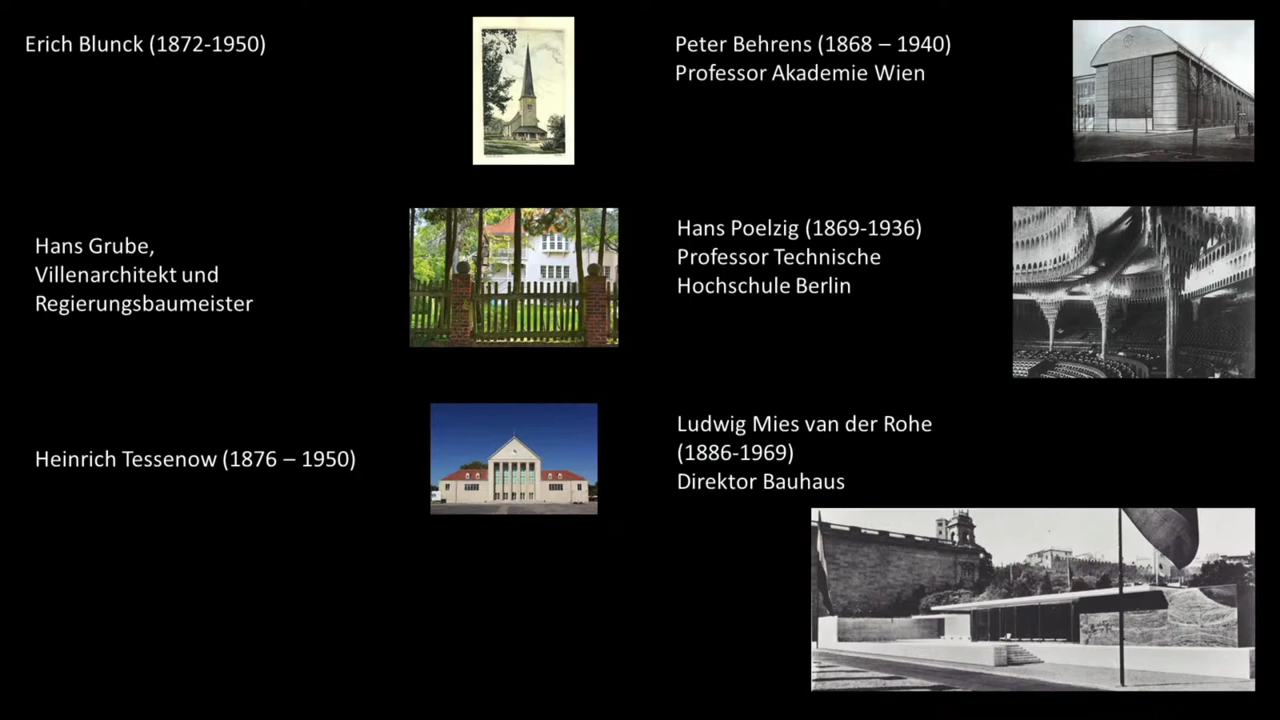 Erich Blunck (1872-1950)
Hans Grube,
Villenarchitekt und
Regierungsbaumeister
Heinrich Tessenow (1876 – 1950)
Peter Behrens (1868 – 1940)
Professor Akademie Wien
Hans Poelzig (1869-1936)
Professor Technische
Hochschule Berlin
Ludwig Mies van der Rohe
(1886-1969)
Direktor Bauhaus